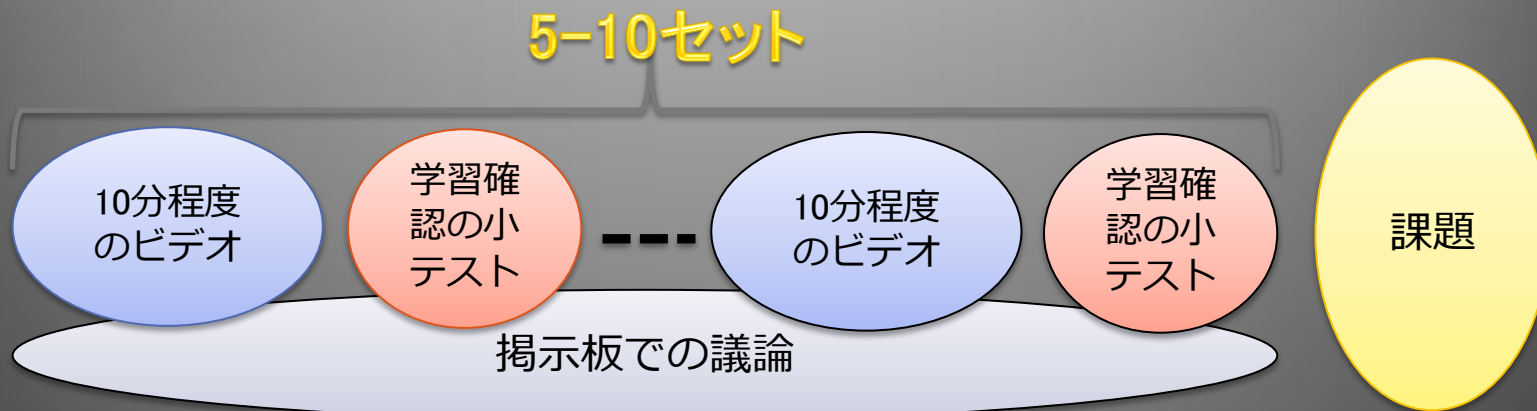 5-10セット
10分程度
のビデオ
学習確
認の小
テスト
10分程度
のビデオ
学習確
認の小
テスト
課題
掲示板での議論